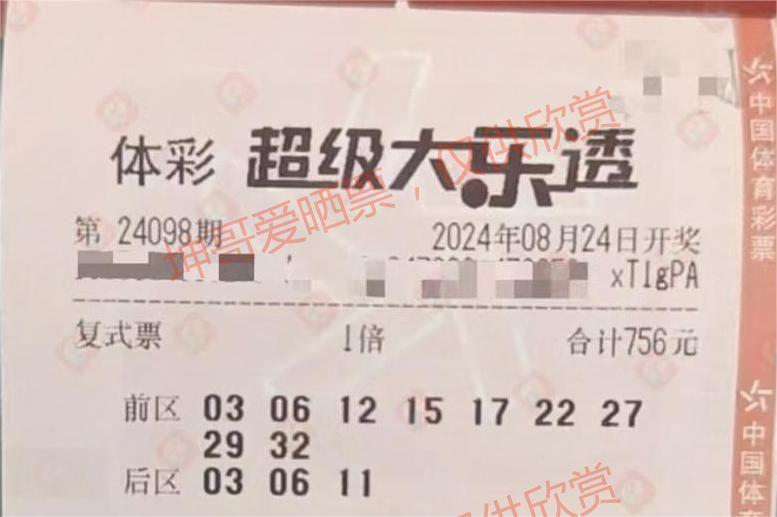 体彩 超级大乐透
第 24098期 2024年08月24日开奖
xT1gPA
复式票 1倍 合计756元
前区 03 06 12 15 17 22 27
29 32
后区 03 06 11
坤哥爱晒票，仅供欣赏
仅供欣赏
中国体育彩票
中国体育